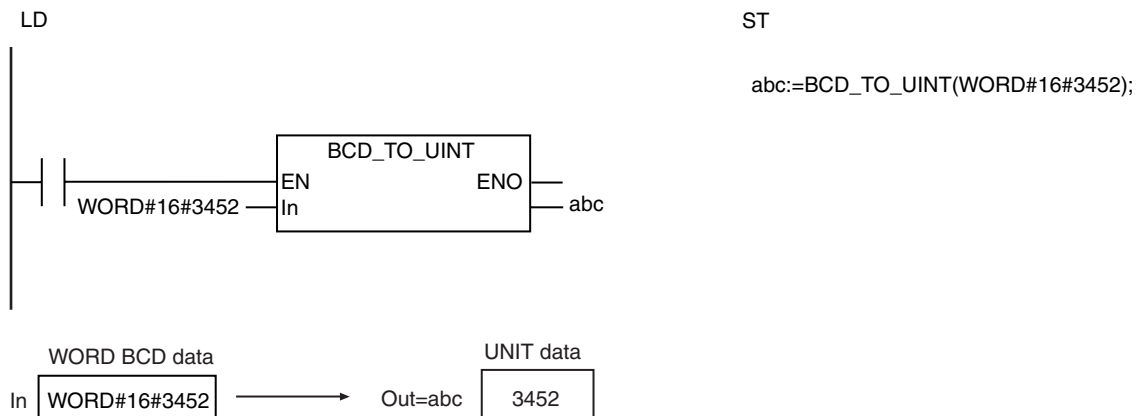 LD
ST
abc:=BCD_TO_UINT(WORD#16#3452);
BCD_TO_UINT
EN ENO
WORD#16#3452 In abc
WORD BCD data UNIT data
In WORD#16#3452 Out=abc 3452